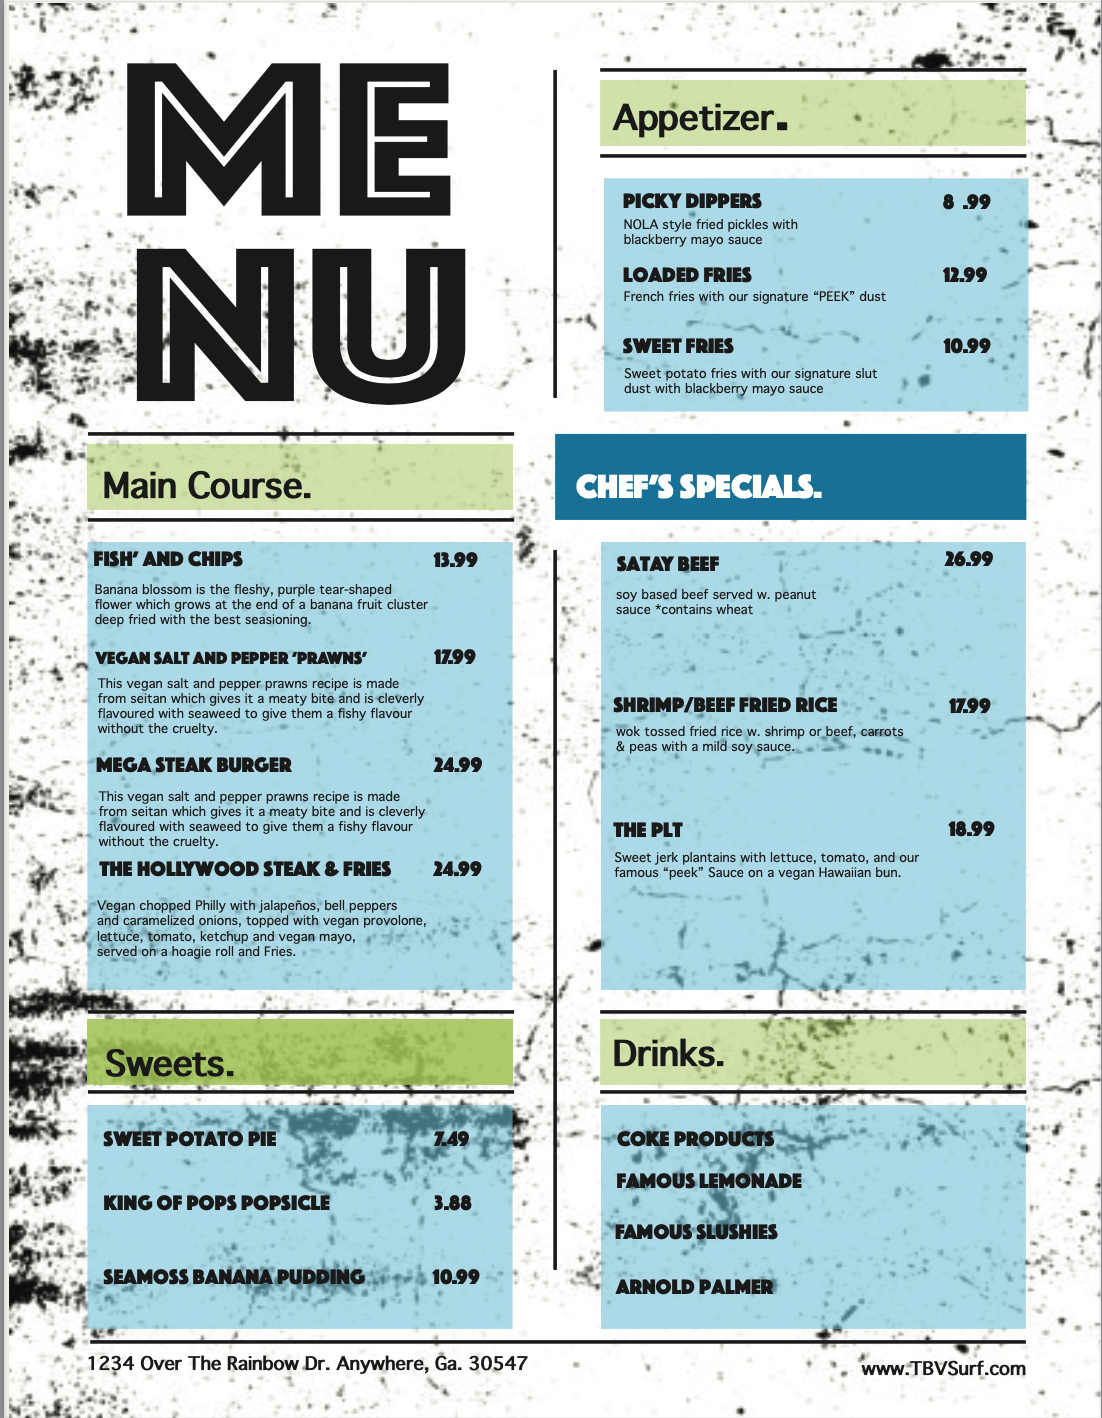 ME
NU
Appetizer.
PICKY DIPPERS 8 .99
NOLA style fried pickles with
blackberry mayo sauce
LOADED FRIES 12.99
French fries with our signature “PEEK” dust
SWEET FRIES 10.99
Sweet potato fries with our signature slut
dust with blackberry mayo sauce
Main Course.
FISH’ AND CHIPS 13.99
Banana blossom is the fleshy, purple tear-shaped
flower which grows at the end of a banana fruit cluster
deep fried with the best seasioning.
VEGAN SALT AND PEPPER ‘PRAWNS’ 17.99
This vegan salt and pepper prawns recipe is made
from seitan which gives it a meaty bite and is cleverly
flavoured with seaweed to give them a fishy flavour
without the cruelty.
MEGA STEAK BURGER 24.99
This vegan salt and pepper prawns recipe is made
from seitan which gives it a meaty bite and is cleverly
flavoured with seaweed to give them a fishy flavour
without the cruelty.
THE HOLLYWOOD STEAK & FRIES 24.99
Vegan chopped Philly with jalapeños, bell peppers
and caramelized onions, topped with vegan provolone,
lettuce, tomato, ketchup and vegan mayo,
served on a hoagie roll and Fries.
CHEF’S SPECIALS.
SATAY BEEF 26.99
soy based beef served w. peanut
sauce *contains wheat
SHRIMP/BEEF FRIED RICE 17.99
wok tossed fried rice w. shrimp or beef, carrots
& peas with a mild soy sauce.
THE PLT 18.99
Sweet jerk plantains with lettuce, tomato, and our
famous “peek” Sauce on a vegan Hawaiian bun.
Sweets.
SWEET POTATO PIE 7.49
KING OF POPS POPSICLE 3.88
SEAMOSS BANANA PUDDING 10.99
Drinks.
COKE PRODUCTS
FAMOUS LEMONADE
FAMOUS SLUSHIES
ARNOLD PALMER
1234 Over The Rainbow Dr. Anywhere, Ga. 30547
www.TBVSurf.com